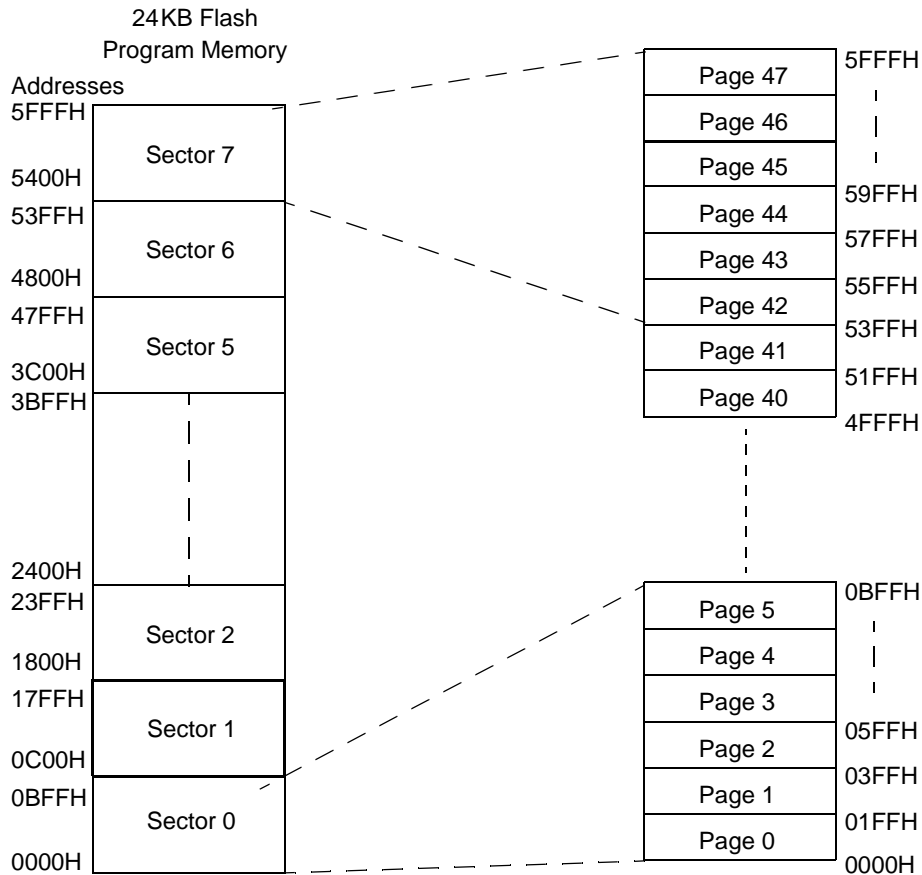 24KB Flash
Program Memory
Addresses
5FFFH
Sector 7
5400H
53FFH
Sector 6
4800H
47FFH
Sector 5
3C00H
3BFFH
2400H
23FFH
Sector 2
1800H
17FFH
Sector 1
0C00H
0BFFH
Sector 0
0000H
Page 47
5FFFH
Page 46
Page 45
59FFH
Page 44
57FFH
Page 43
55FFH
Page 42
53FFH
Page 41
51FFH
Page 40
4FFFH
Page 5
0BFFH
Page 4
Page 3
05FFH
Page 2
03FFH
Page 1
01FFH
Page 0
0000H